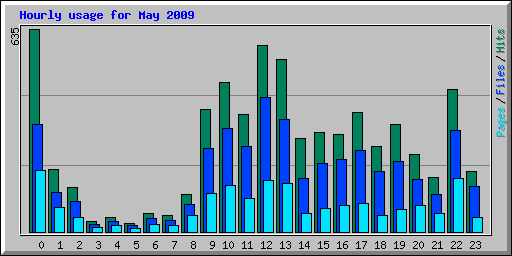 Hourly usage for May 2009
635
Pages/Files/Hits
0 1 2 3 4 5 6 7 8 9 10 11 12 13 14 15 16 17 18 19 20 21 22 23